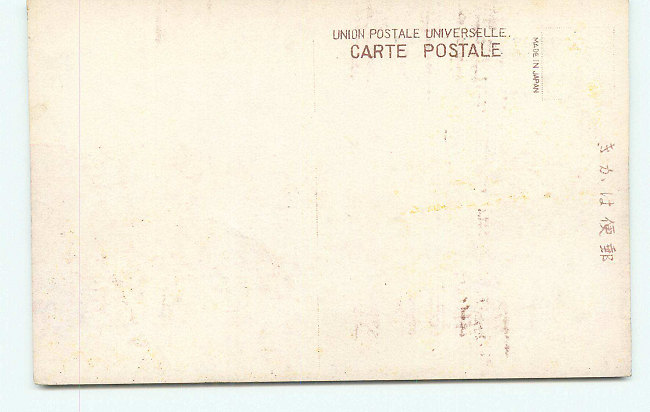 UNION POSTALE UNIVERSELLE.
CARTE POSTALE
MADE IN JAPAN
きかは便郵